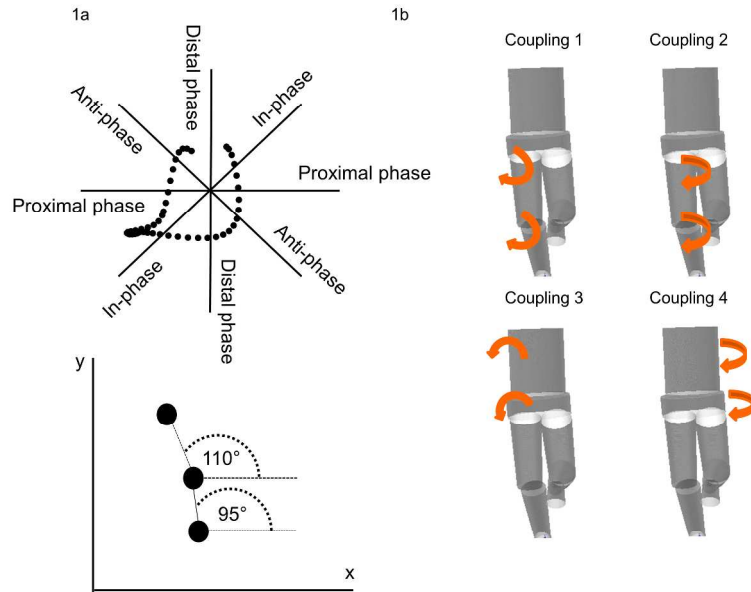 1a
Distal phase
In-phase
Anti-phase
Proximal phase
Proximal phase
Anti-phase
In-phase
Distal phase
y
110°
95°
x
1b
Coupling 1
Coupling 2
Coupling 3
Coupling 4